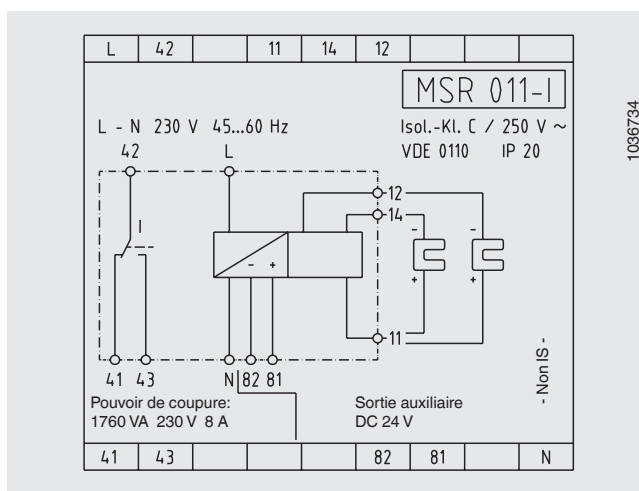 L 42 11 14 12
MSR 011-I
L - N 230 V 45...60 Hz
Isol.-Kl. C / 250 V ~
VDE 0110 IP 20
42 L
12
14
I
- -
- +
+ +
11
41 43 N 82 81
- Non IS -
Pouvoir de coupure:
1760 VA 230 V 8 A
Sortie auxiliaire
DC 24 V
41 43 82 81 N
1036734